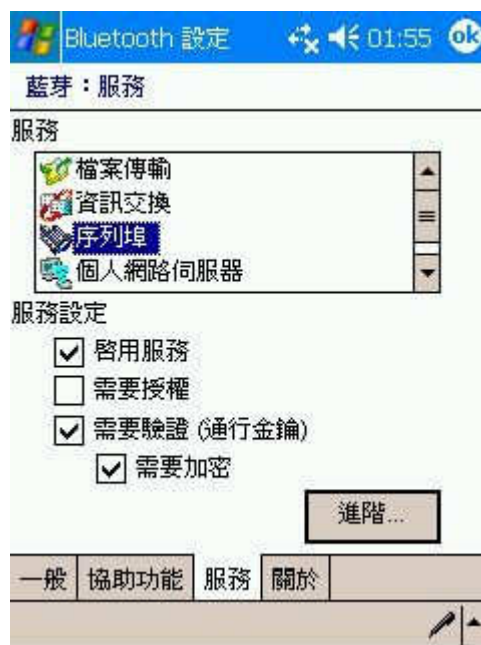 Bluetooth 設定 01:55 ok
藍芽：服務
服務
檔案傳輸
資訊交換
序列埠
個人網路伺服器
服務設定
啓用服務
需要授權
需要驗證 (通行金鑰)
需要加密
進階...
一般 協助功能 服務 關於